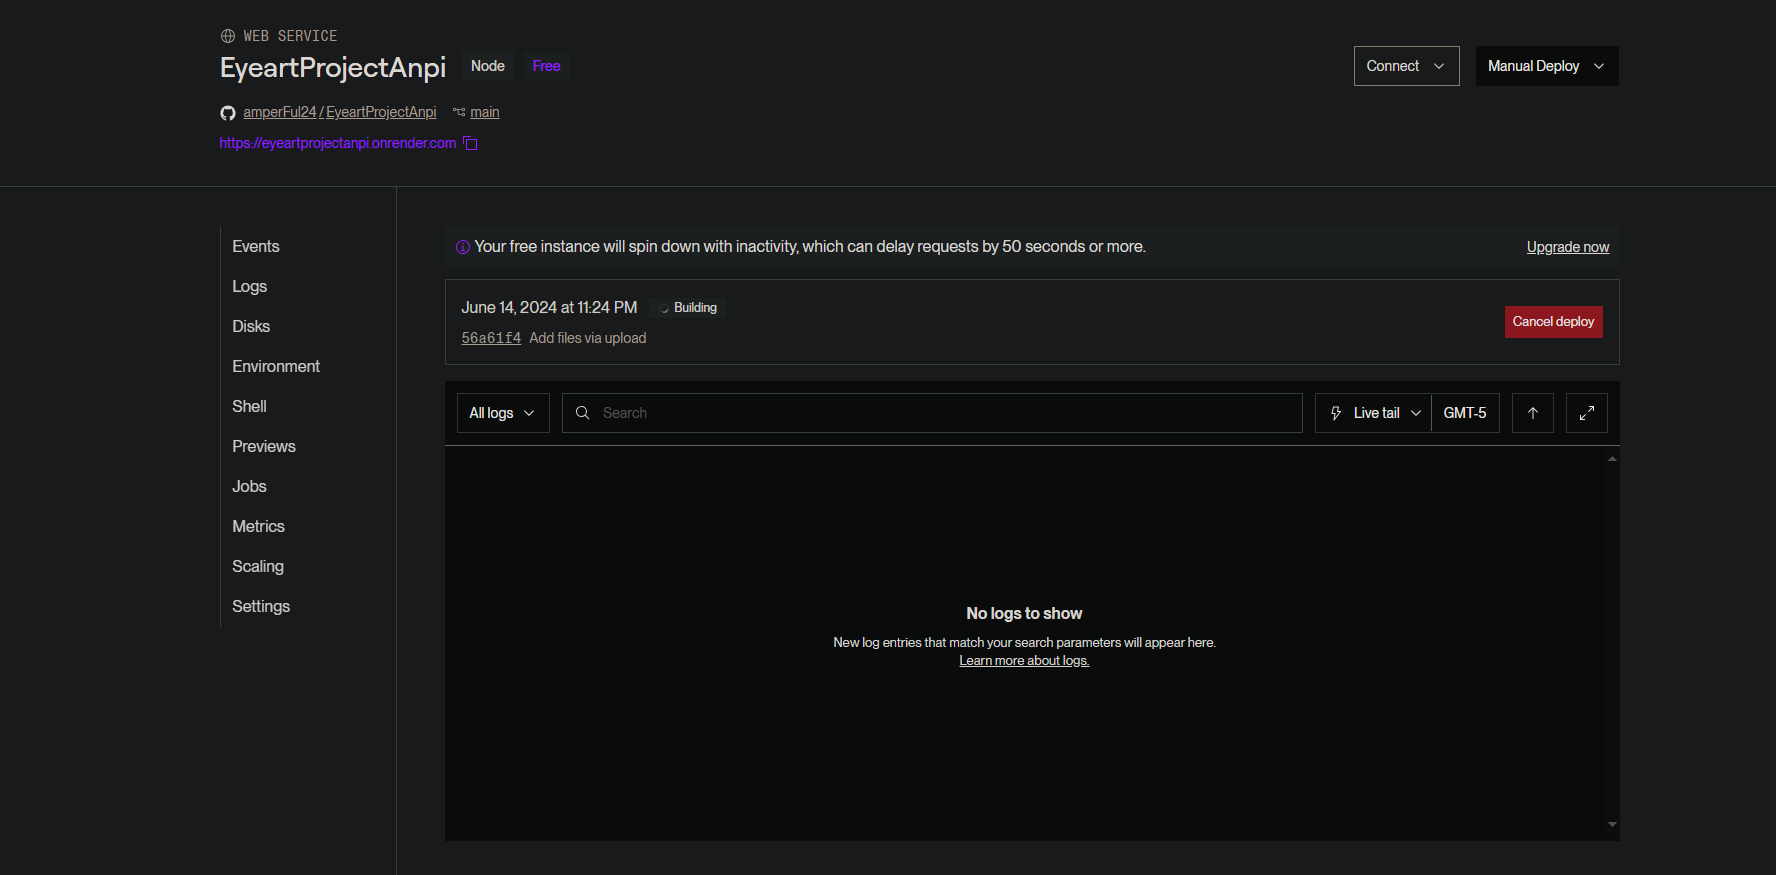 WEB SERVICE
EyeartProjectAnpi Node Free
Connect Manual Deploy
amperFul24 / EyeartProjectAnpi main
https://eyeartprojectanpi.onrender.com
Events
Logs
Disks
Environment
Shell
Previews
Jobs
Metrics
Scaling
Settings
Your free instance will spin down with inactivity, which can delay requests by 50 seconds or more. Upgrade now
June 14, 2024 at 11:24 PM Building
56a61f4 Add files via upload
Cancel deploy
All logs Search Live tail GMT-5
No logs to show
New log entries that match your search parameters will appear here.
Learn more about logs.